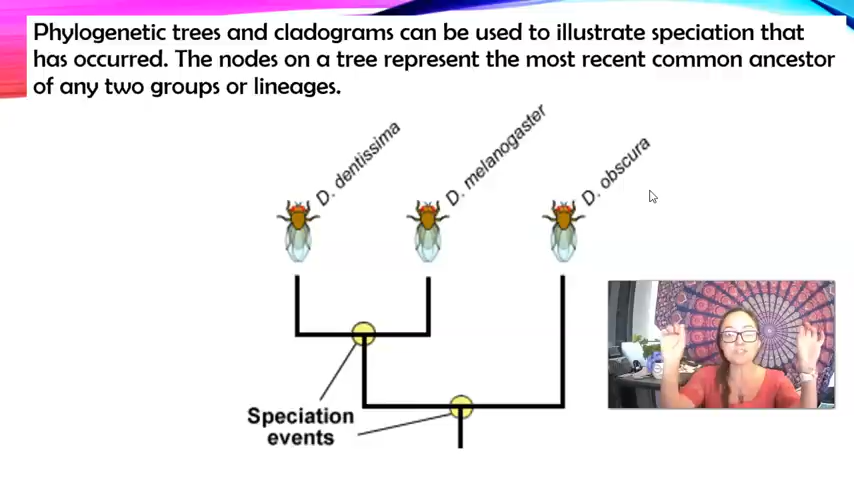 Phylogenetic trees and cladograms can be used to illustrate speciation that
has occurred. The nodes on a tree represent the most recent common ancestor
of any two groups or lineages.
D. dentissima
D. melanogaster
D. obscura
Speciation
events